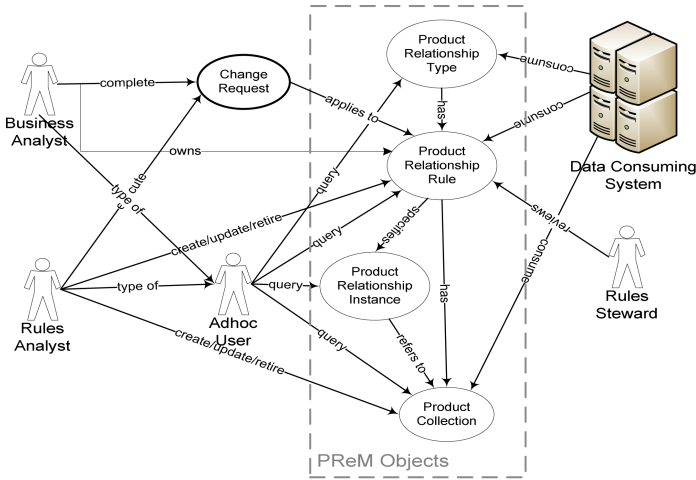 Product
Relationship
Type
consume
complete
Change
Request
applies to
has
consume
Business
Analyst
owns
Product
Relationship
Rule
Data Consuming
System
type of
cute
query
create/update/retire
query
specifies
reviews
consume
type of
query
Product
Relationship
Instance
has
Rules
Analyst
Adhoc
User
Rules
Steward
create/update/retire
query
refers to
Product
Collection
PReM Objects